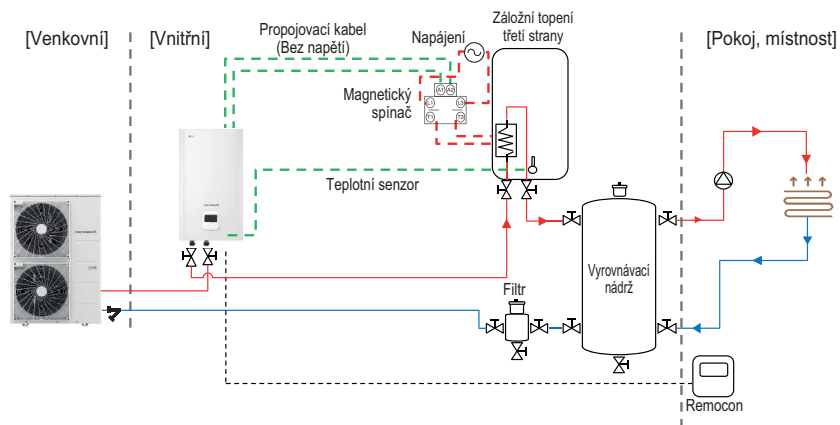 [Venkovní]
[Vnitřní]
Propojovací kabel
(Bez napětí)
Napájení
Záložní topení
třetí strany
[Pokoj, místnost]
A1 A2
L1 L3
T1 T3
Magnetický
spínač
Teplotní senzor
Vyrovnávací
nádrž
Filtr
Remocon